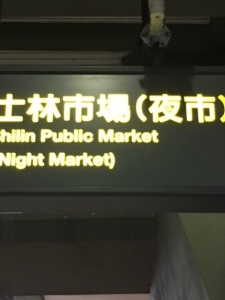 士林市場(夜市)
hilin Public Market
Night Market)